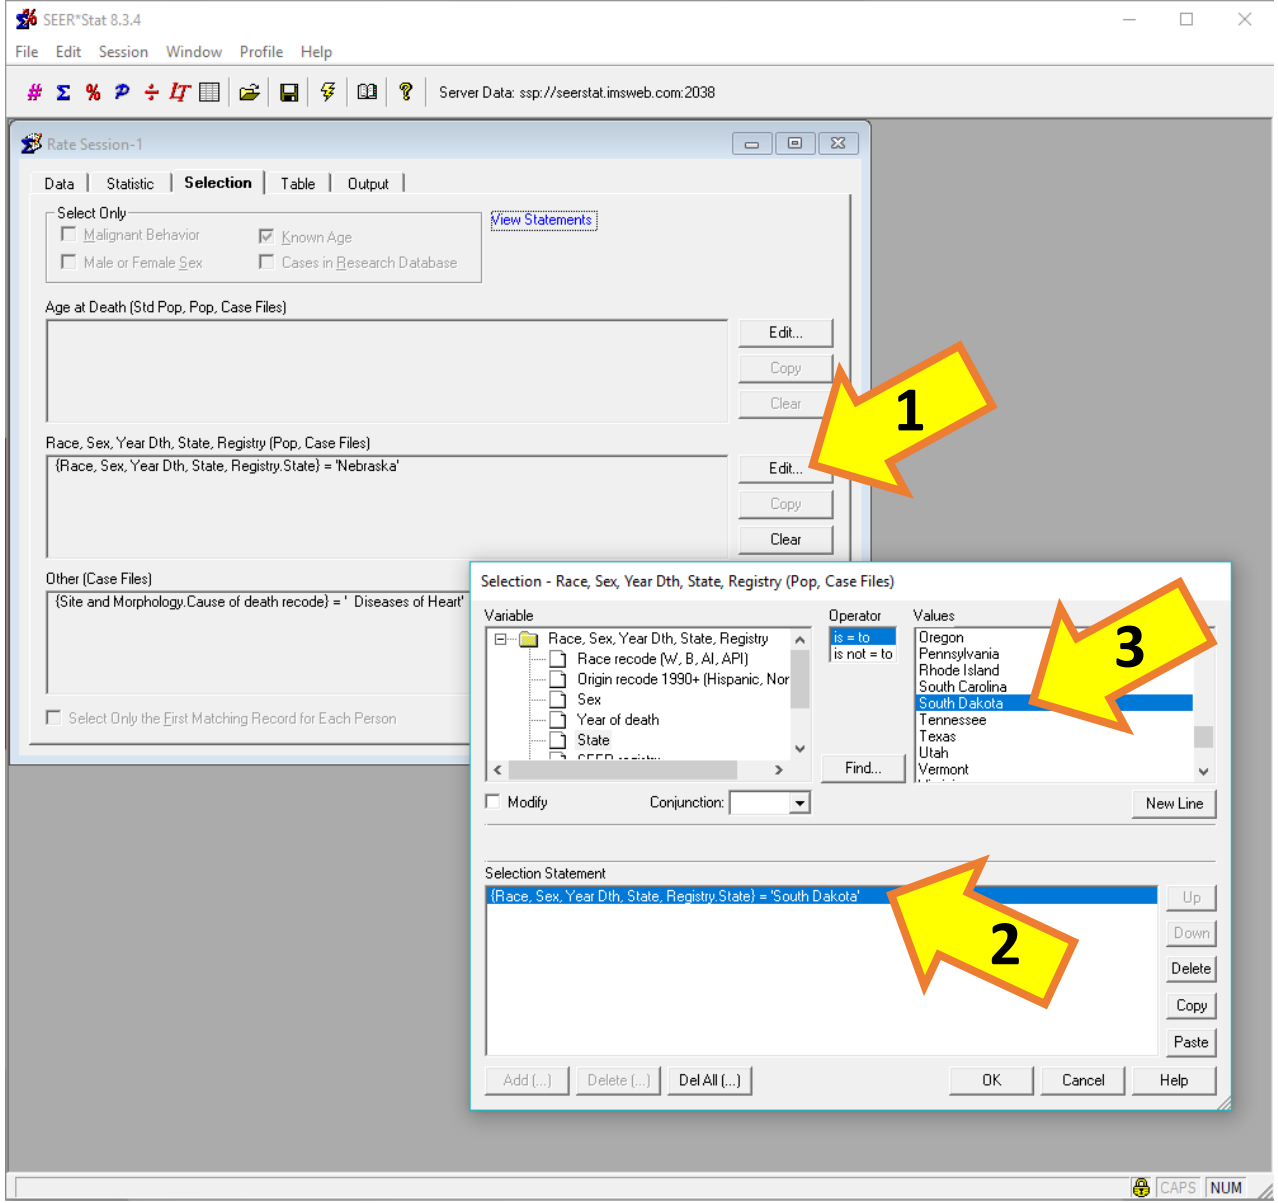 SEER*Stat 8.3.4
File Edit Session Window Profile Help
Server Data: ssp://seerstat.imsweb.com:2038
Rate Session-1
Data Statistic Selection Table Output
Select Only
View Statements
Malignant Behavior
Known Age
Male or Female Sex
Cases in Research Database
Age at Death (Std Pop, Pop, Case Files)
Edit...
Copy
Clear
1
Race, Sex, Year Dth, State, Registry (Pop, Case Files)
{Race, Sex, Year Dth, State, Registry.State} = 'Nebraska'
Edit...
Copy
Clear
Other (Case Files)
{Site and Morphology.Cause of death recode} = '  Diseases of Heart'
Select Only the First Matching Record for Each Person
Selection - Race, Sex, Year Dth, State, Registry (Pop, Case Files)
Variable
Race, Sex, Year Dth, State, Registry
Race recode (W, B, AI, API)
Origin recode 1990+ (Hispanic, Nor
Sex
Year of death
State
Operator
is = to
is not = to
Find...
Values
Oregon
Pennsylvania
Rhode Island
South Carolina
South Dakota
Tennessee
Texas
Utah
Vermont
3
Modify
Conjunction:
New Line
Selection Statement
{Race, Sex, Year Dth, State, Registry.State} = 'South Dakota'
2
Up
Down
Delete
Copy
Paste
Add (...) Delete (...) Del All (...) OK Cancel Help
CAPS NUM